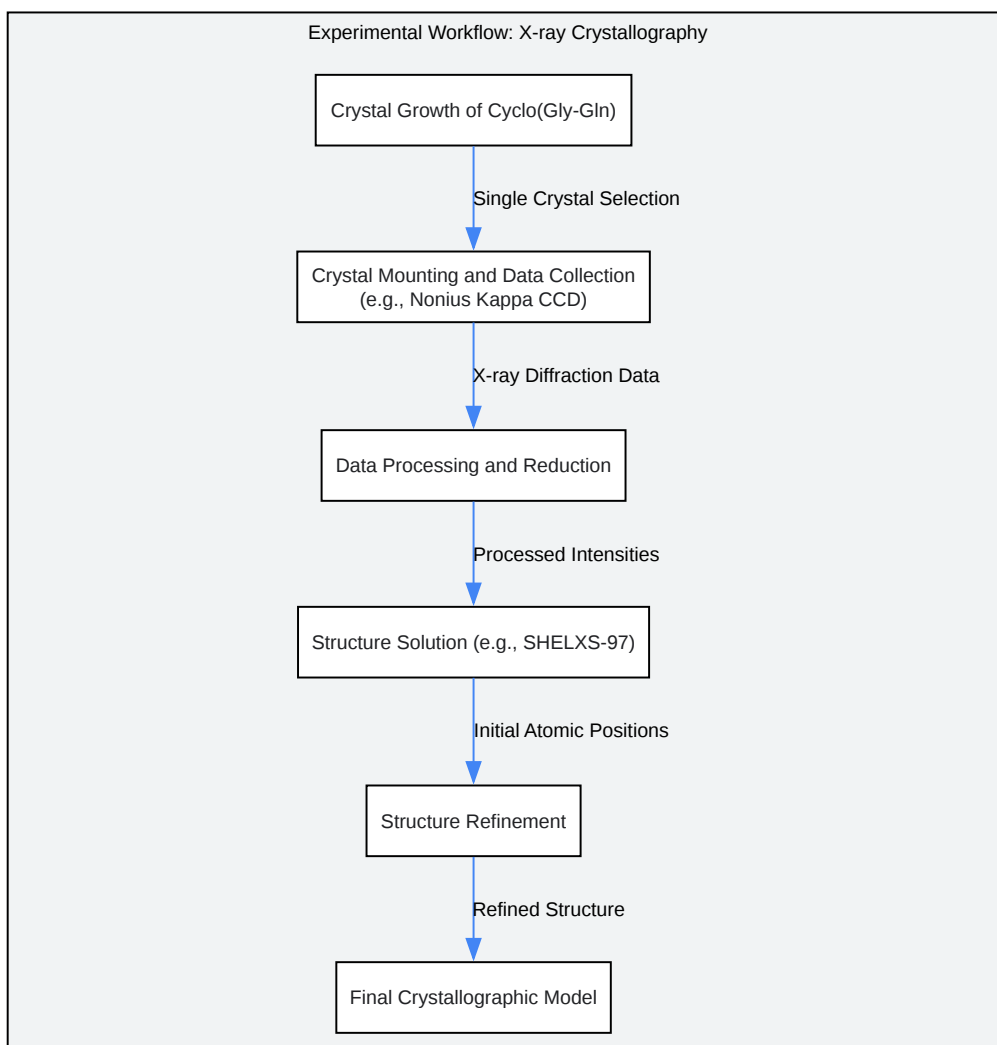 Experimental Workflow: X-ray Crystallography
Crystal Growth of Cyclo(Gly-Gln)
Single Crystal Selection
Crystal Mounting and Data Collection
(e.g., Nonius Kappa CCD)
X-ray Diffraction Data
Data Processing and Reduction
Processed Intensities
Structure Solution (e.g., SHELXS-97)
Initial Atomic Positions
Structure Refinement
Refined Structure
Final Crystallographic Model